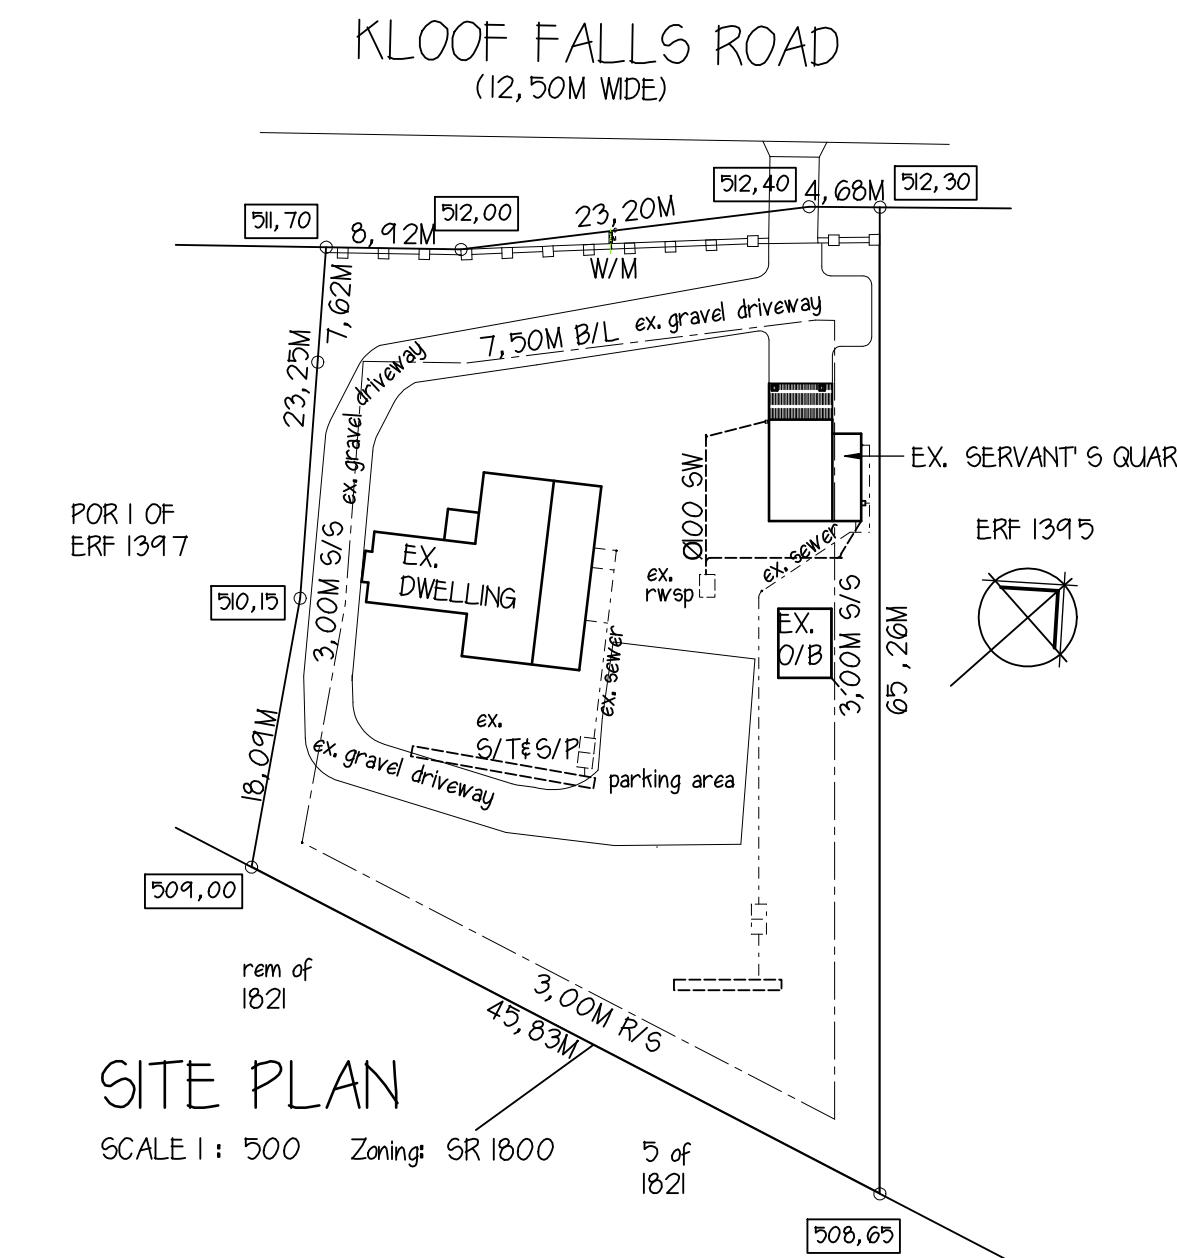 KLOOF FALLS ROAD
(12,50M WIDE)
512,40
4,68M
512,30
511,70
8,92M
512,00
23,20M
W/M
7,62M
23,25M
7,50M B/L
ex. gravel driveway
ex. gravel driveway
EX. SERVANT'S QUAR
Ø100 SW
POR 1 OF
ERF 1397
ERF 1395
3,00M S/S
EX.
DWELLING
ex.
rwsp
ex. sewer
510,15
EX.
O/B
3,00M S/S
65,26M
ex. sewer
18,09M
ex.
S/T&S/P
ex. gravel driveway
parking area
509,00
rem of
1821
3,00M R/S
45,83M
SITE PLAN
SCALE 1 : 500 Zoning: SR 1800
5 of
1821
508,65